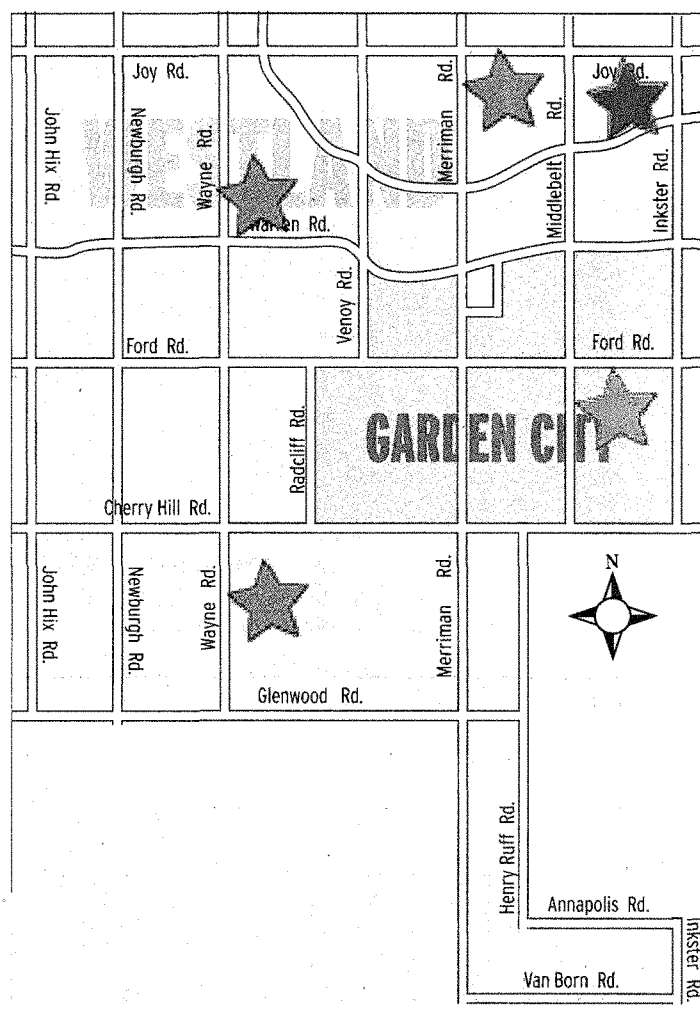 Joy Rd.
Merriman Rd.
Joy Rd.
John Hix Rd.
Newburgh Rd.
WESTLAND
Wayne Rd.
Middlebelt Rd.
Inkster Rd.
Warren Rd.
Venoy Rd.
Ford Rd.
Ford Rd.
Radcliff Rd.
GARDEN CITY
Cherry Hill Rd.
N
John Hix Rd.
Newburgh Rd.
Wayne Rd.
Merriman Rd.
Glenwood Rd.
Henry Ruff Rd.
Annapolis Rd.
Inkster Rd.
Van Born Rd.